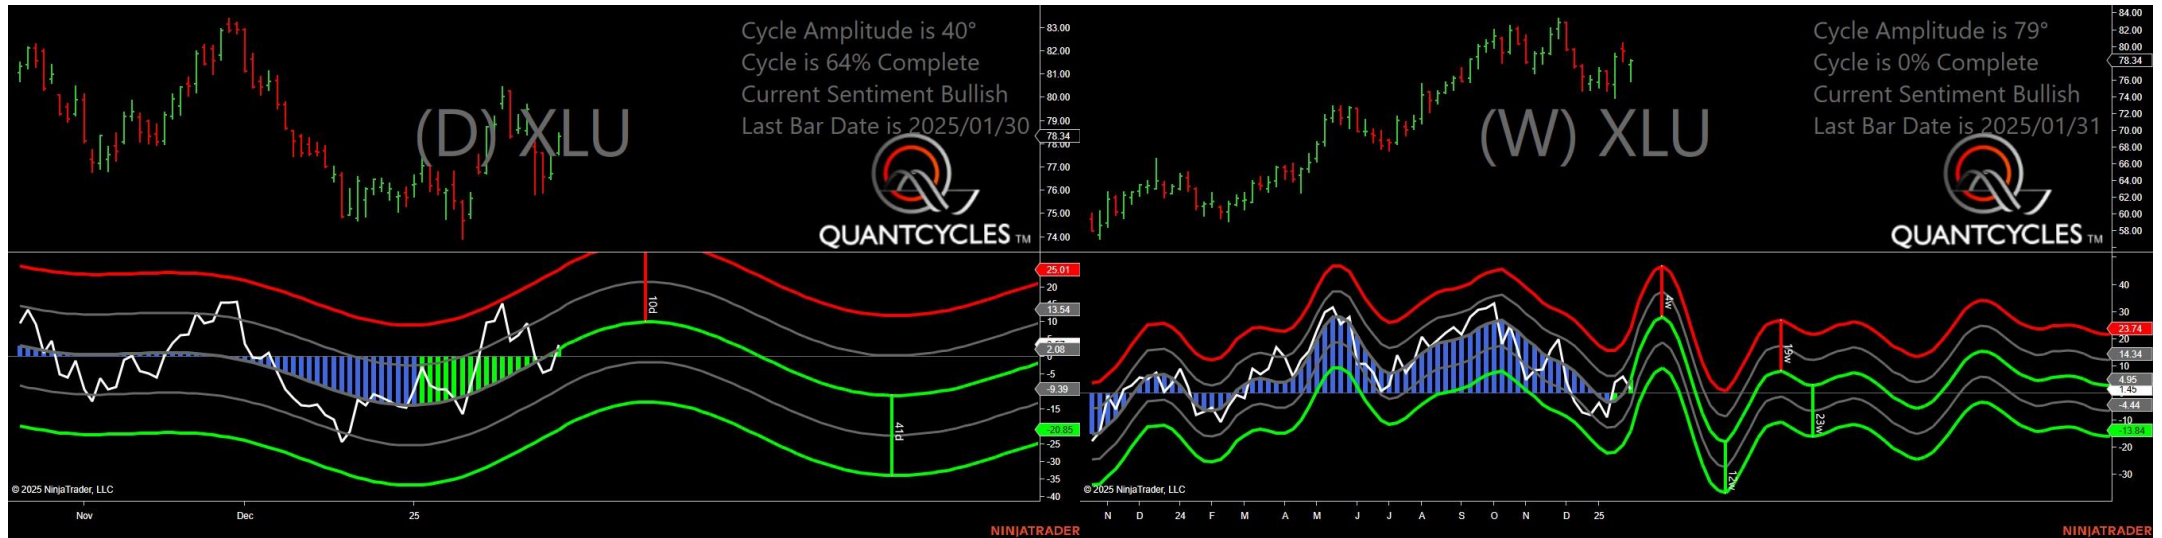 Cycle Amplitude is 40°
Cycle is 64% Complete
Current Sentiment Bullish
Last Bar Date is 2025/01/30
(D) XLU
QUANTCYCLES TM
83.00
82.00
81.00
80.00
79.00
78.34
78.00
77.00
76.00
75.00
74.00
25.01
20
13.54
10
5
2.08
-5
-9.39
-15
-20.85
-25
-30
-35
-40
10d
41d
© 2025 NinjaTrader, LLC
Nov
Dec
25
NINJATRADER
Cycle Amplitude is 79°
Cycle is 0% Complete
Current Sentiment Bullish
Last Bar Date is 2025/01/31
(W) XLU
QUANTCYCLES TM
84.00
82.00
80.00
78.34
76.00
74.00
72.00
70.00
68.00
66.00
64.00
62.00
60.00
58.00
40
30
23.74
20
14.34
10
4.95
1.45
-4.44
-10
-13.84
-20
-30
4w
12w
19w
23w
© 2025 NinjaTrader, LLC
N D 24 F M A M J J A S O N D 25
NINJATRADER